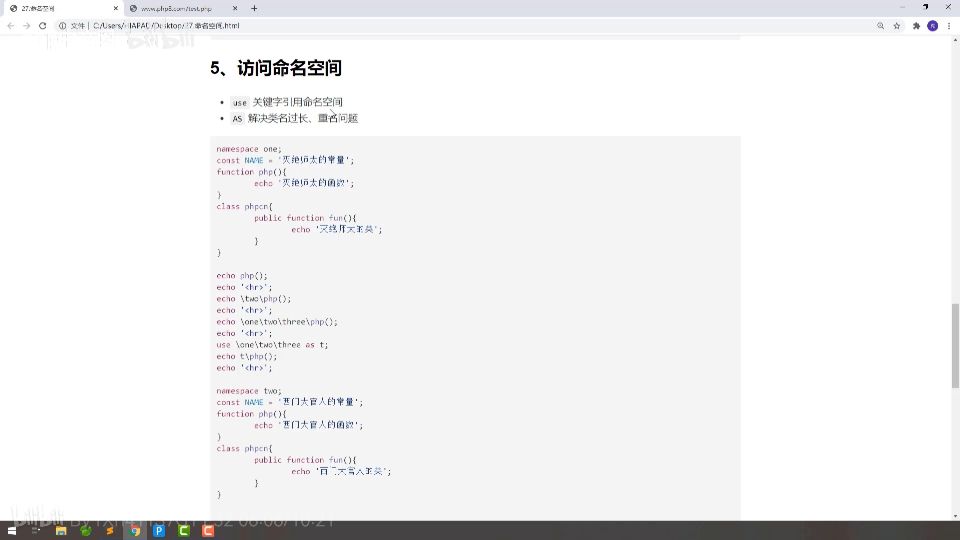 27.命名空间
www.php8.com/test.php
文件 | C:/Users/HAPAU/Desktop/27.命名空间.html
bilibili
5、访问命名空间
use 关键字引用命名空间
AS 解决类名过长、重名问题
namespace one;
const NAME = '灭绝师太的常量';
function php(){
echo '灭绝师太的函数';
}
class phpcn{
public function fun(){
echo '灭绝师太的类';
}
}
echo php();
echo '<hr>';
echo \two\php();
echo '<hr>';
echo \one\two\three\php();
echo '<hr>';
use \one\two\three as t;
echo t\php();
echo '<hr>';
namespace two;
const NAME = '西门大官人的常量';
function php(){
echo '西门大官人的函数';
}
class phpcn{
public function fun(){
echo '西门大官人的类';
}
}
bilibili